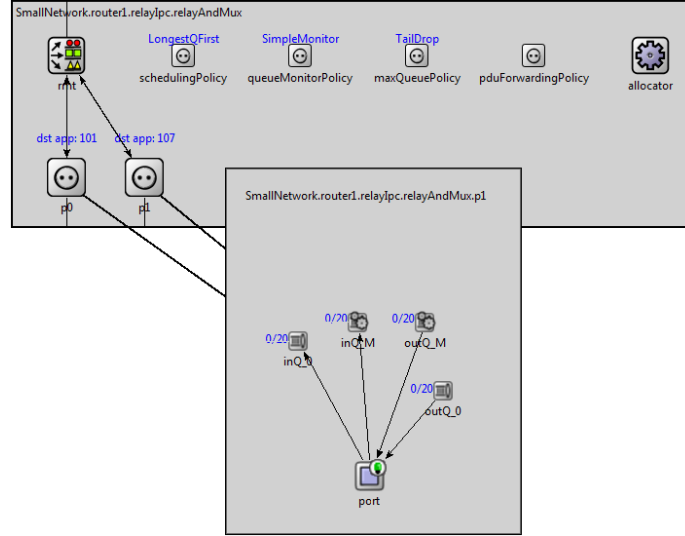 SmallNetwork.router1.relayIpc.relayAndMux
LongestQFirst
SimpleMonitor
TailDrop
rmt
schedulingPolicy
queueMonitorPolicy
maxQueuePolicy
pduForwardingPolicy
allocator
dst app: 101
dst app: 107
p0
p1
SmallNetwork.router1.relayIpc.relayAndMux.p1
0/20
0/20
0/20
inQ_0
inQ_M
outQ_M
0/20
outQ_0
port